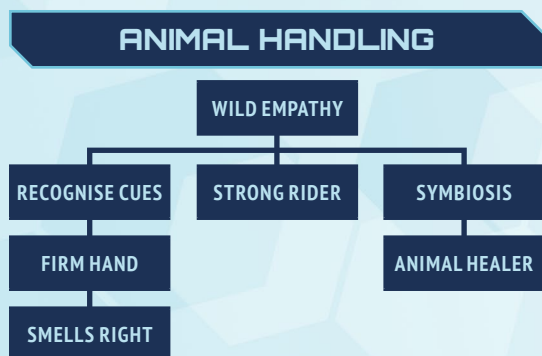 ANIMAL HANDLING
WILD EMPATHY
RECOGNISE CUES
STRONG RIDER
SYMBIOSIS
FIRM HAND
ANIMAL HEALER
SMELLS RIGHT